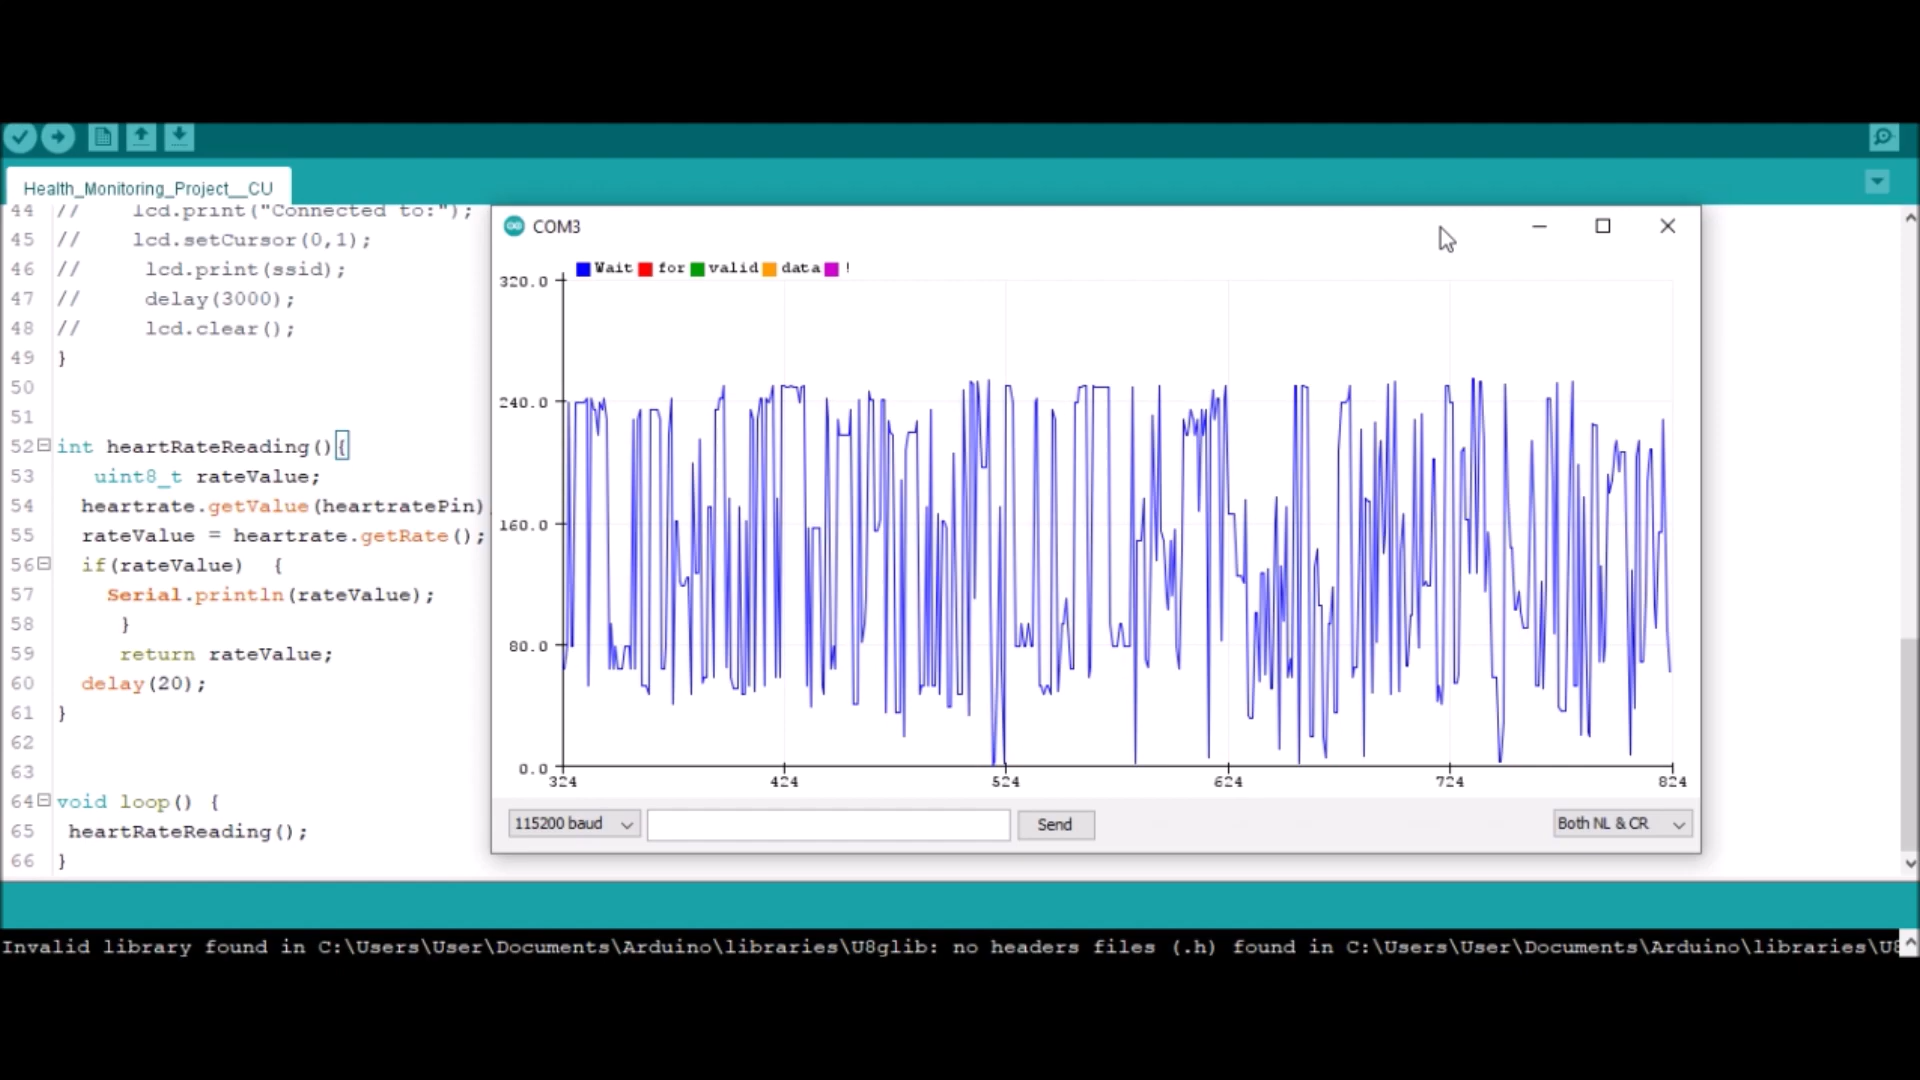 Health_Monitoring_Project__CU
44 // lcd.print("Connected to:");
45 // lcd.setCursor(0,1);
46 // lcd.print(ssid);
47 // delay(3000);
48 // lcd.clear();
49 }
50
51
52 int heartRateReading(){
53 uint8_t rateValue;
54 heartrate.getValue(heartratePin)
55 rateValue = heartrate.getRate();
56 if(rateValue) {
57 Serial.println(rateValue);
58 }
59 return rateValue;
60 delay(20);
61 }
62
63
64 void loop() {
65 heartRateReading();
66 }
COM3
Wait for valid data !
320.0
240.0
160.0
80.0
0.0
324 424 524 624 724 824
115200 baud Send Both NL & CR
Invalid library found in C:\Users\User\Documents\Arduino\libraries\U8glib: no headers files (.h) found in C:\Users\User\Documents\Arduino\libraries\U8